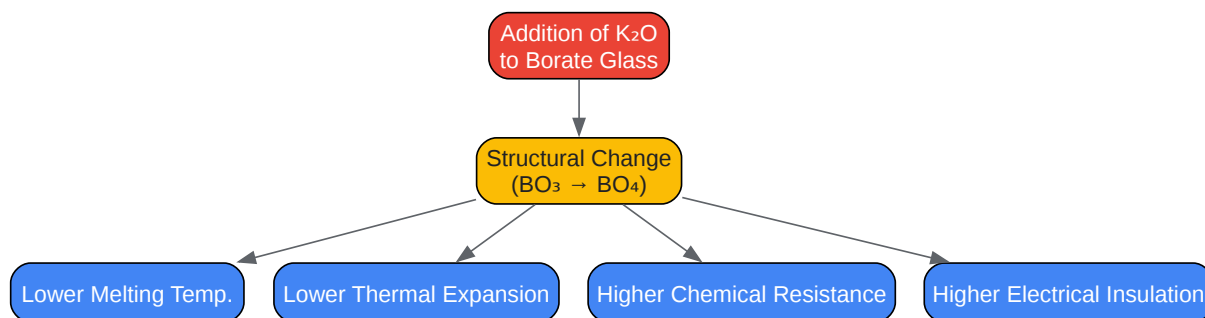 Addition of K₂O
to Borate Glass
Structural Change
(BO₃ → BO₄)
Lower Melting Temp.
Lower Thermal Expansion
Higher Chemical Resistance
Higher Electrical Insulation